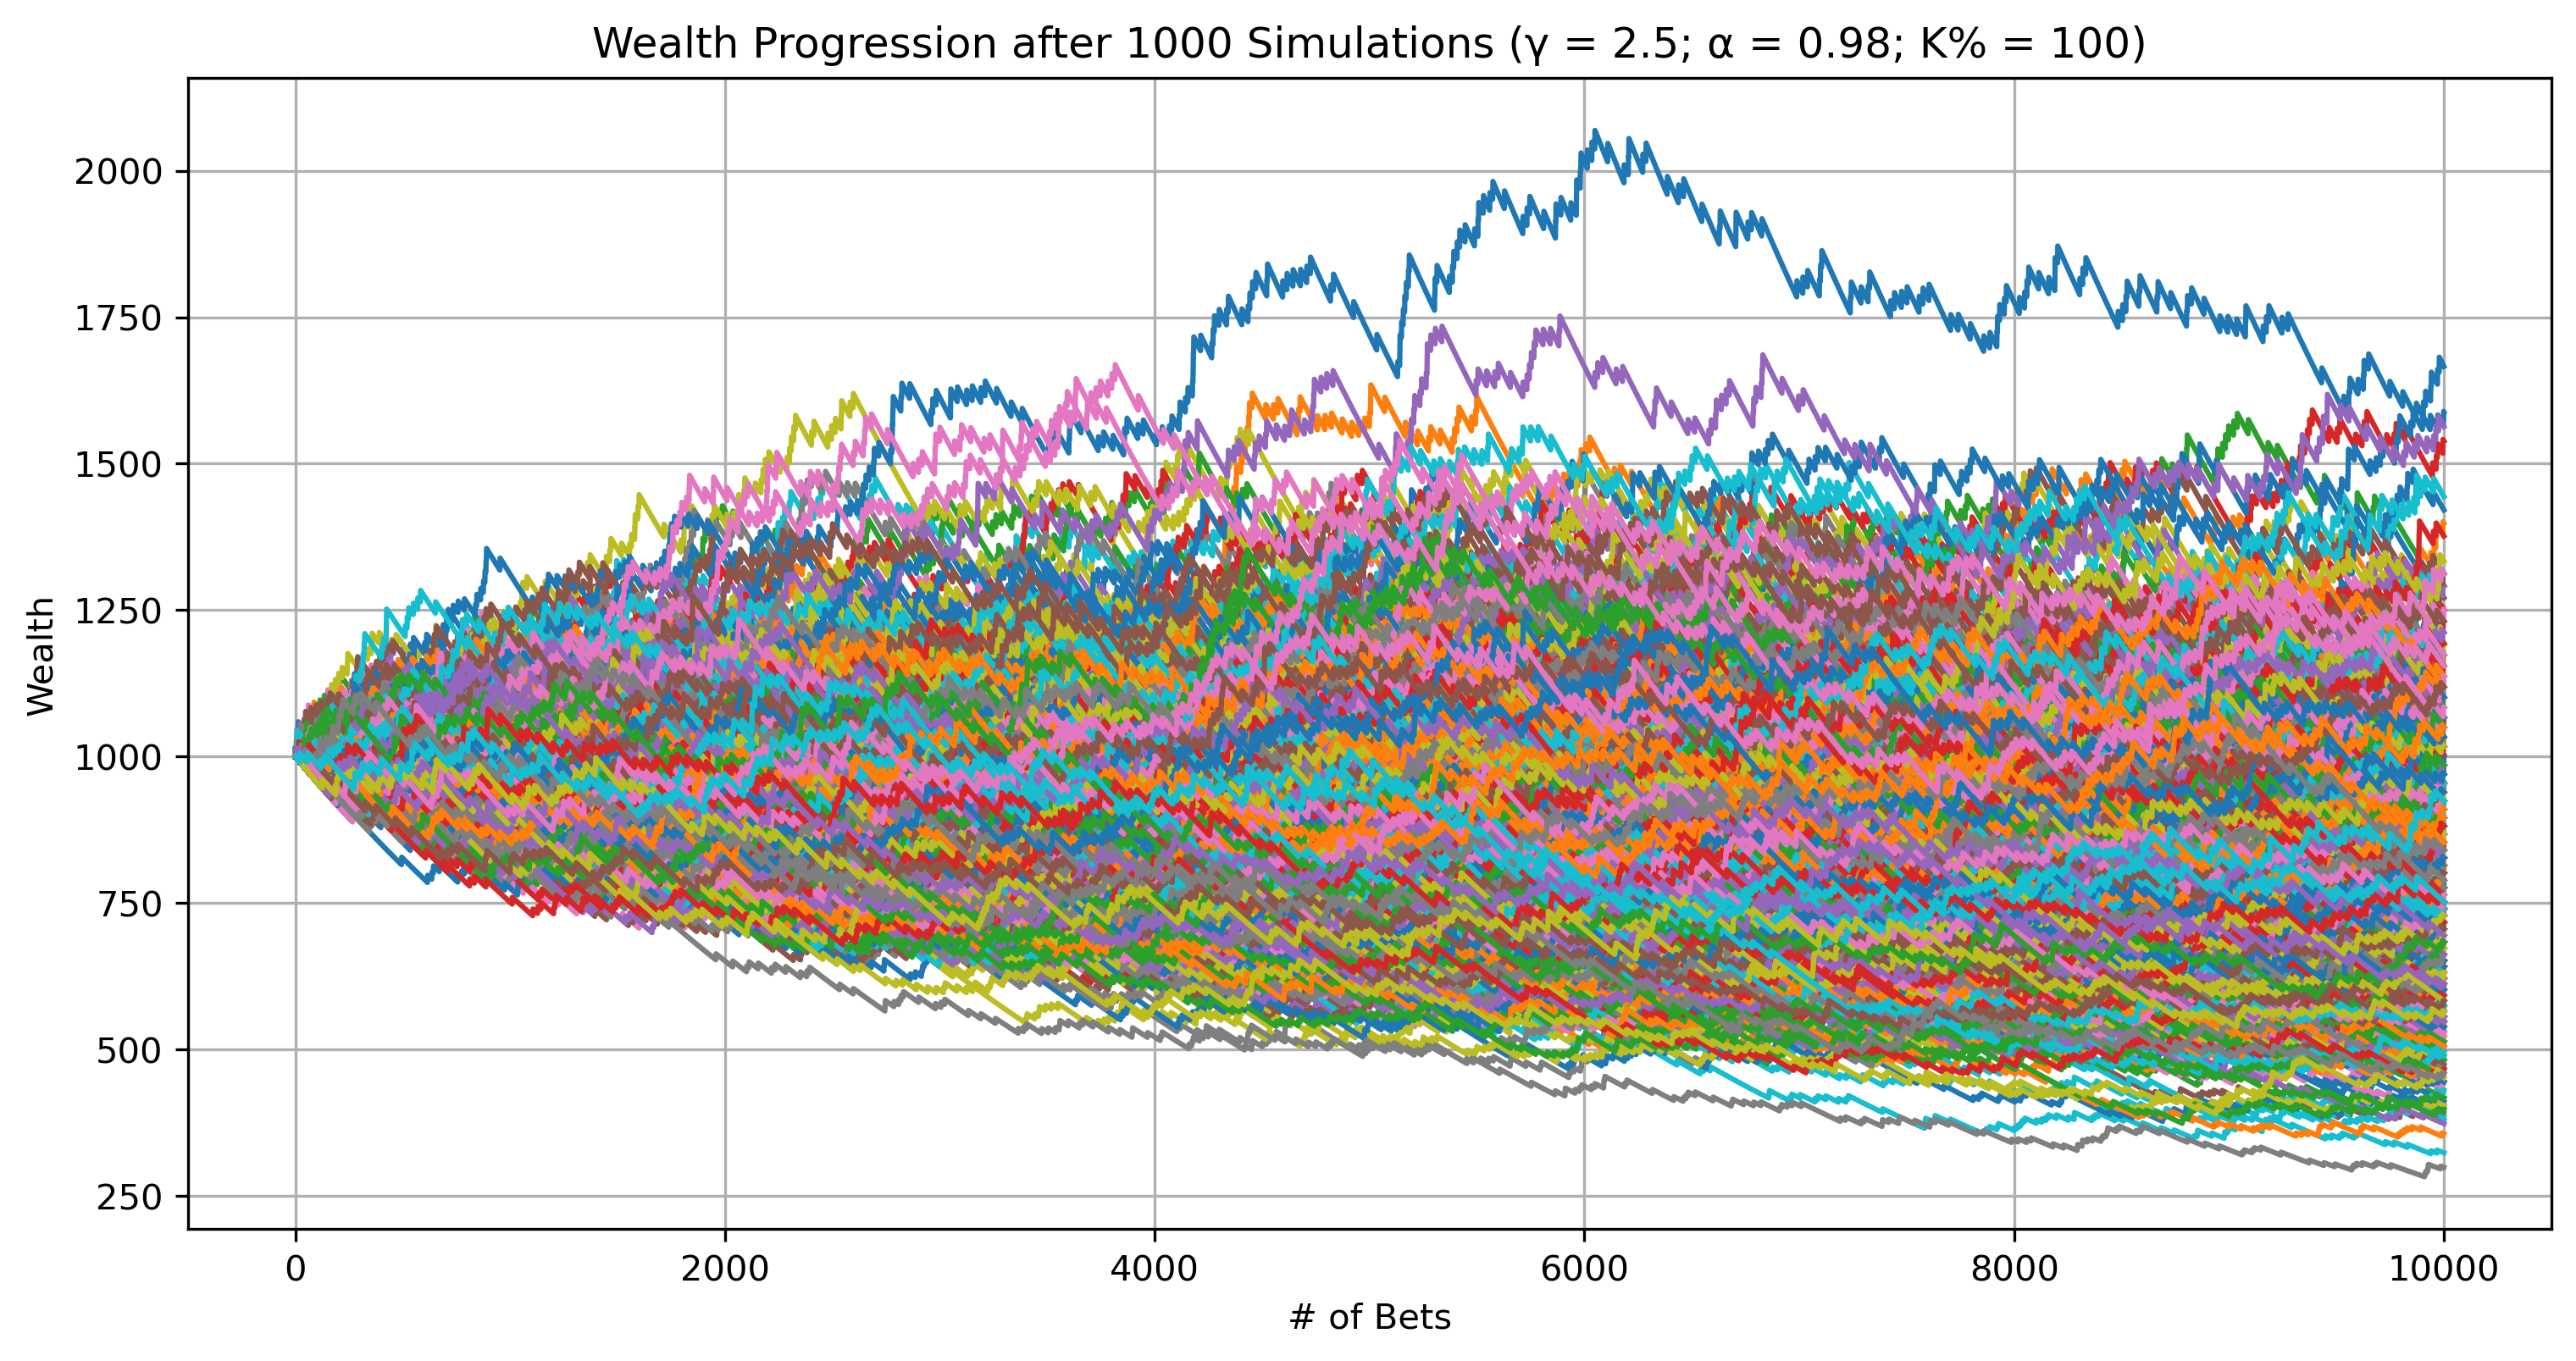 Wealth Progression after 1000 Simulations (γ = 2.5; α = 0.98; K% = 100)
Wealth
2000
1750
1500
1250
1000
750
500
250
0 2000 4000 6000 8000 10000
# of Bets